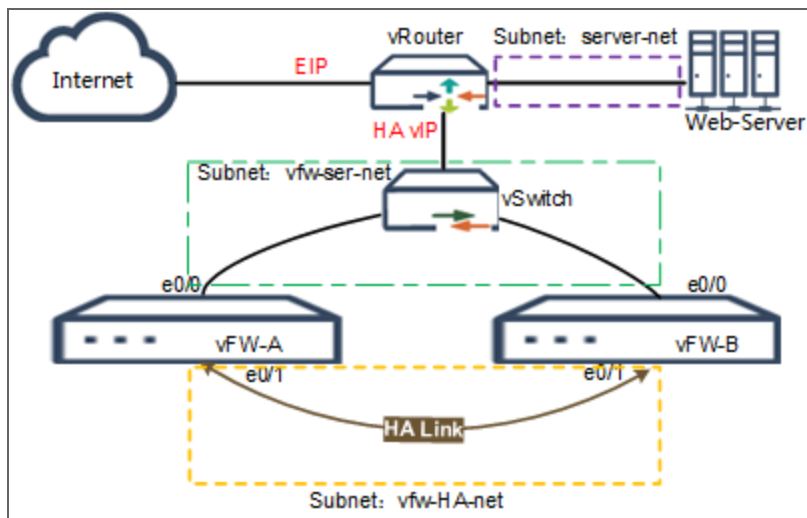 vRouter
Subnet：server-net
Internet
EIP
Web-Server
HA vIP
Subnet：vfw-ser-net
vSwitch
e0/0
e0/0
vFW-A
vFW-B
e0/1
e0/1
HA Link
Subnet：vfw-HA-net